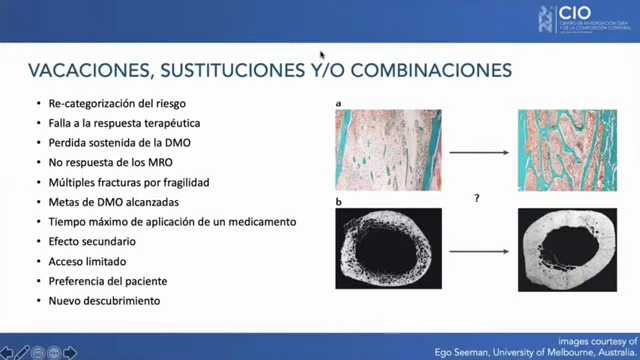 CIO
CENTRO DE INVESTIGACIÓN ÓSEA
Y DE LA COMPOSICIÓN CORPORAL
VACACIONES, SUSTITUCIONES Y/O COMBINACIONES
• Re-categorización del riesgo
• Falla a la respuesta terapéutica
• Perdida sostenida de la DMO
• No respuesta de los MRO
• Múltiples fracturas por fragilidad
• Metas de DMO alcanzadas
• Tiempo máximo de aplicación de un medicamento
• Efecto secundario
• Acceso limitado
• Preferencia del paciente
• Nuevo descubrimiento
a
?
b
images courtesy of
Ego Seeman, University of Melbourne, Australia.